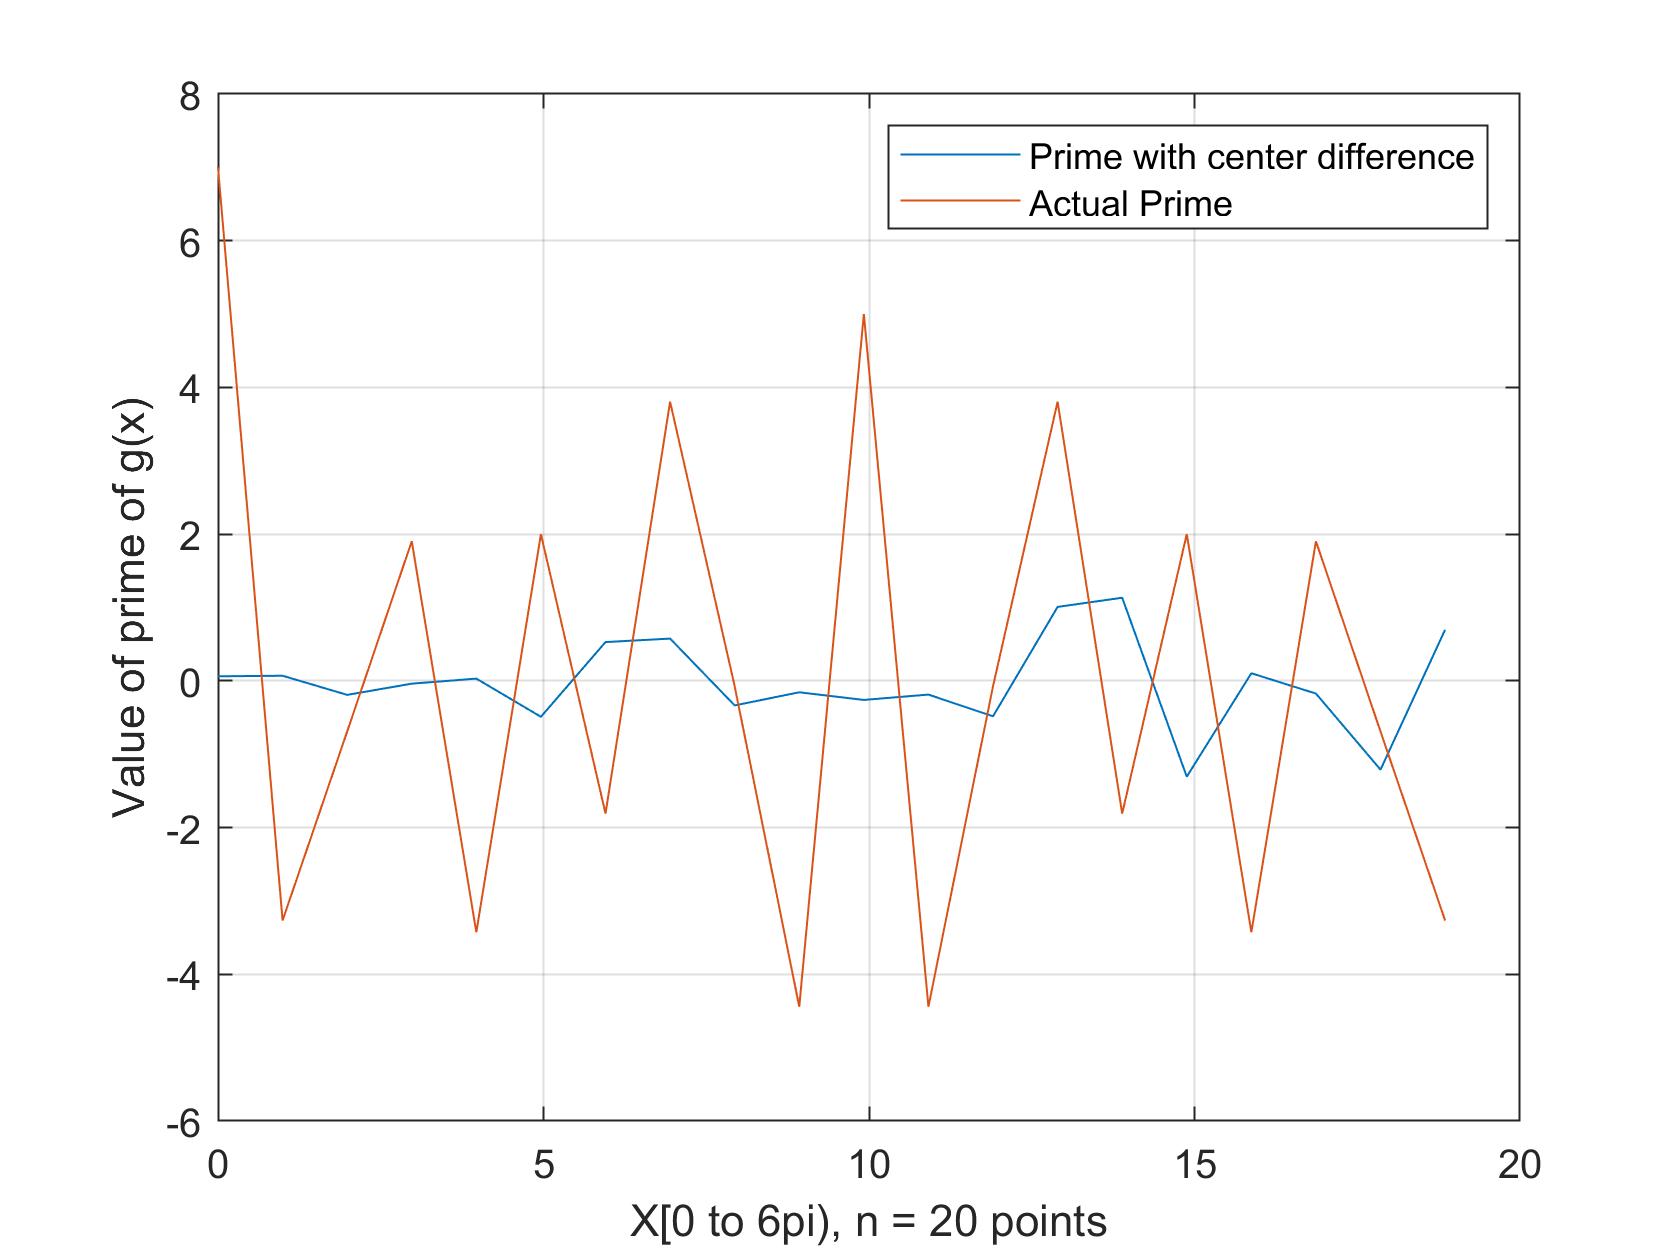 8
6
4
2
0
-2
-4
-6
0 5 10 15 20
Value of prime of g(x)
X[0 to 6pi), n = 20 points
Prime with center difference
Actual Prime